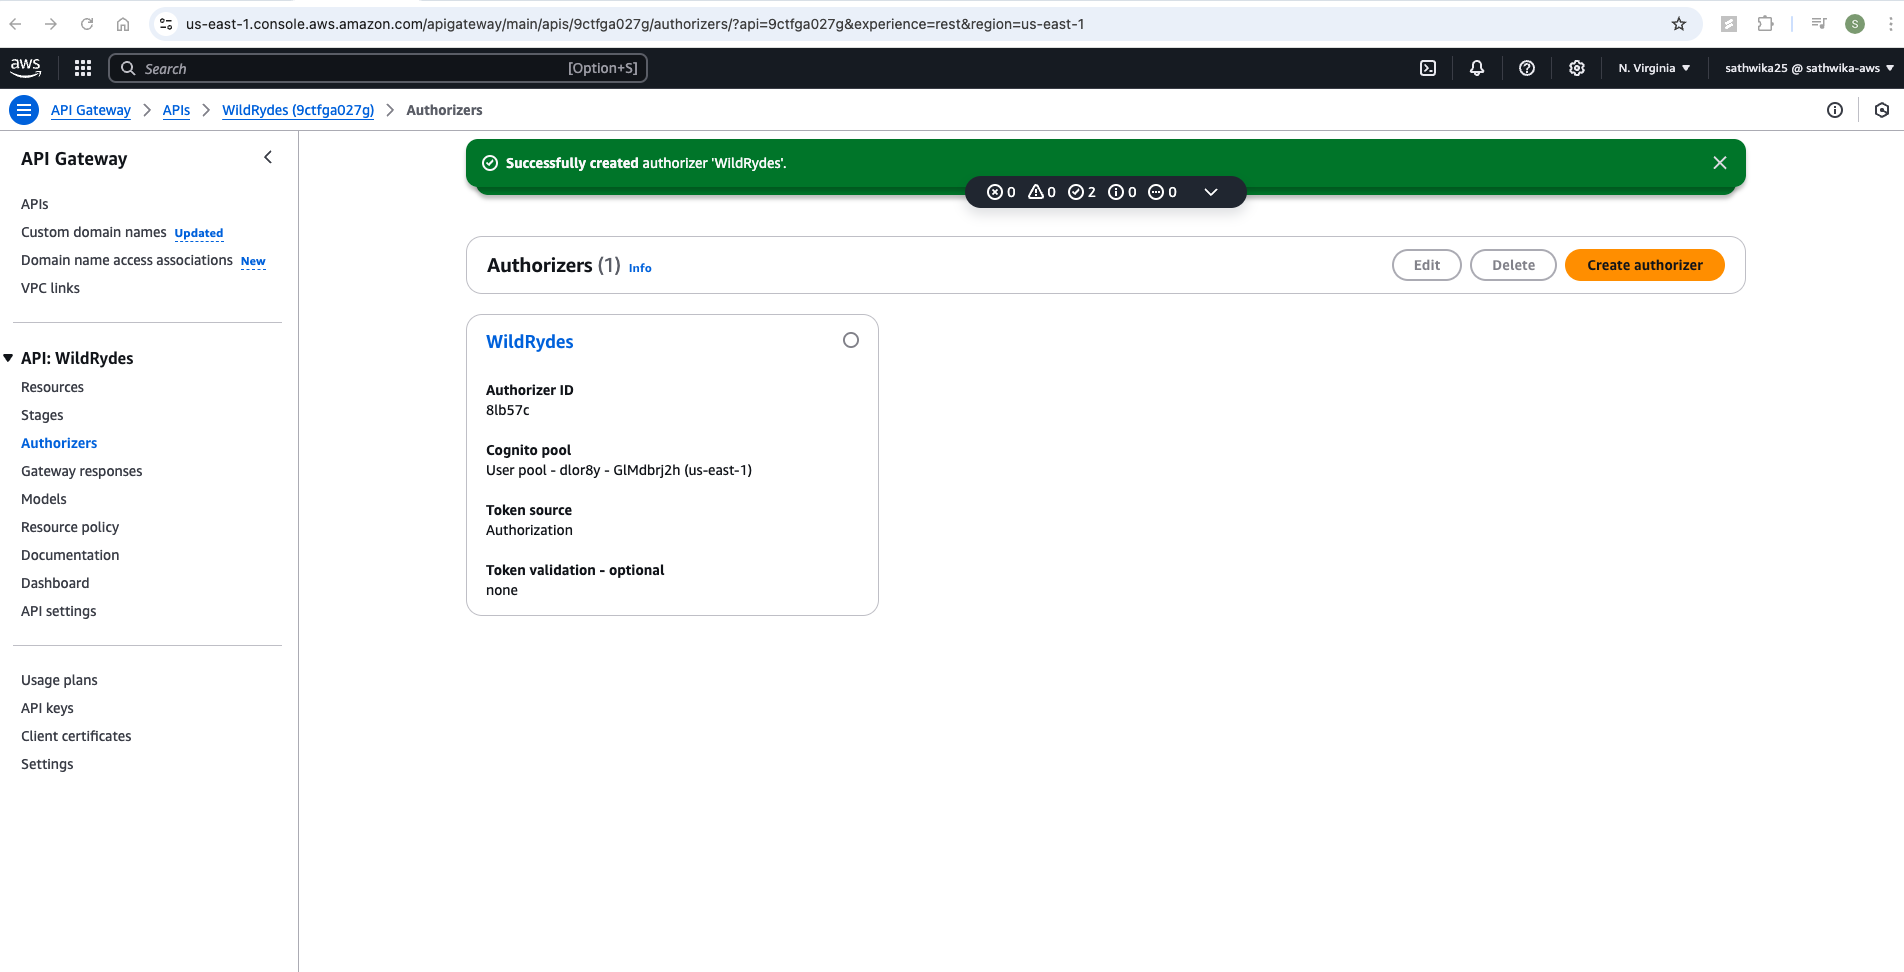 us-east-1.console.aws.amazon.com/apigateway/main/apis/9ctfga027g/authorizers/?api=9ctfga027g&experience=rest&region=us-east-1
S
aws
Search
[Option+S]
N. Virginia
sathwika25 @ sathwika-aws
API Gateway
APIs
WildRydes (9ctfga027g)
Authorizers
API Gateway
APIs
Custom domain names Updated
Domain name access associations New
VPC links
API: WildRydes
Resources
Stages
Authorizers
Gateway responses
Models
Resource policy
Documentation
Dashboard
API settings
Usage plans
API keys
Client certificates
Settings
Successfully created authorizer 'WildRydes'.
0 0 2 0 0
Authorizers (1) Info
Edit
Delete
Create authorizer
WildRydes
Authorizer ID
8lb57c
Cognito pool
User pool - dlor8y - GlMdbrj2h (us-east-1)
Token source
Authorization
Token validation - optional
none